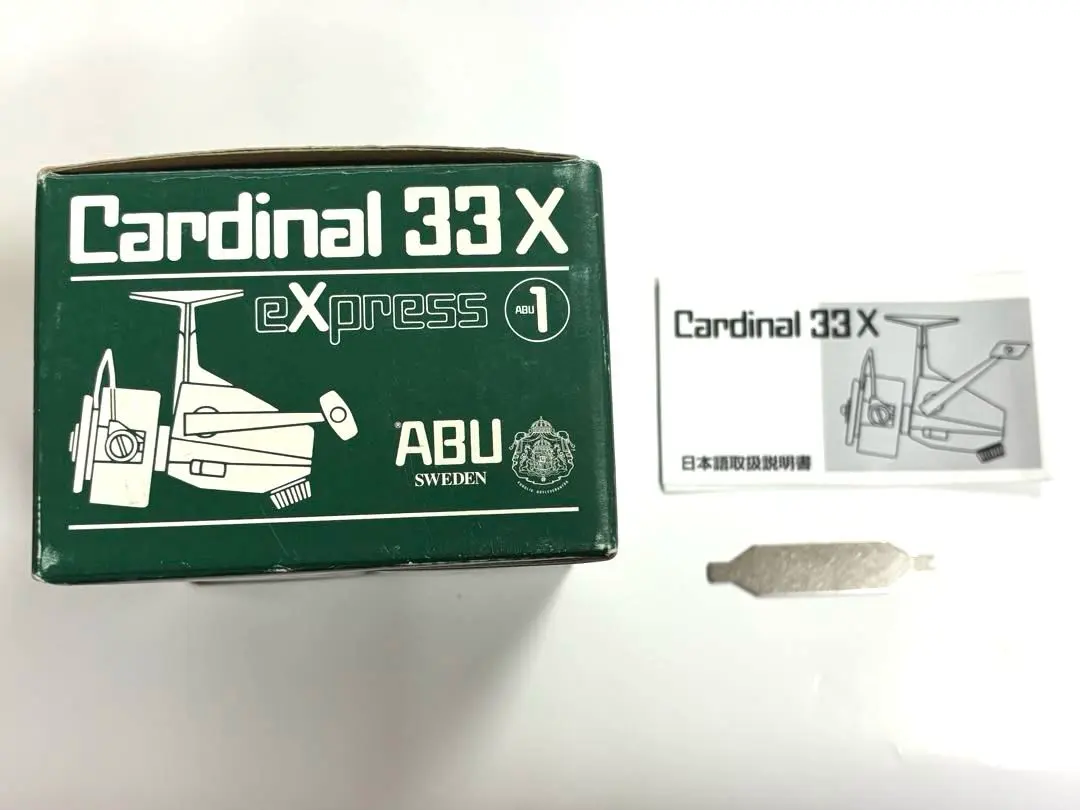 Cardinal 33 X
eXpress
ABU 1
®ABU
SWEDEN
Cardinal 33 X
日本語取扱説明書